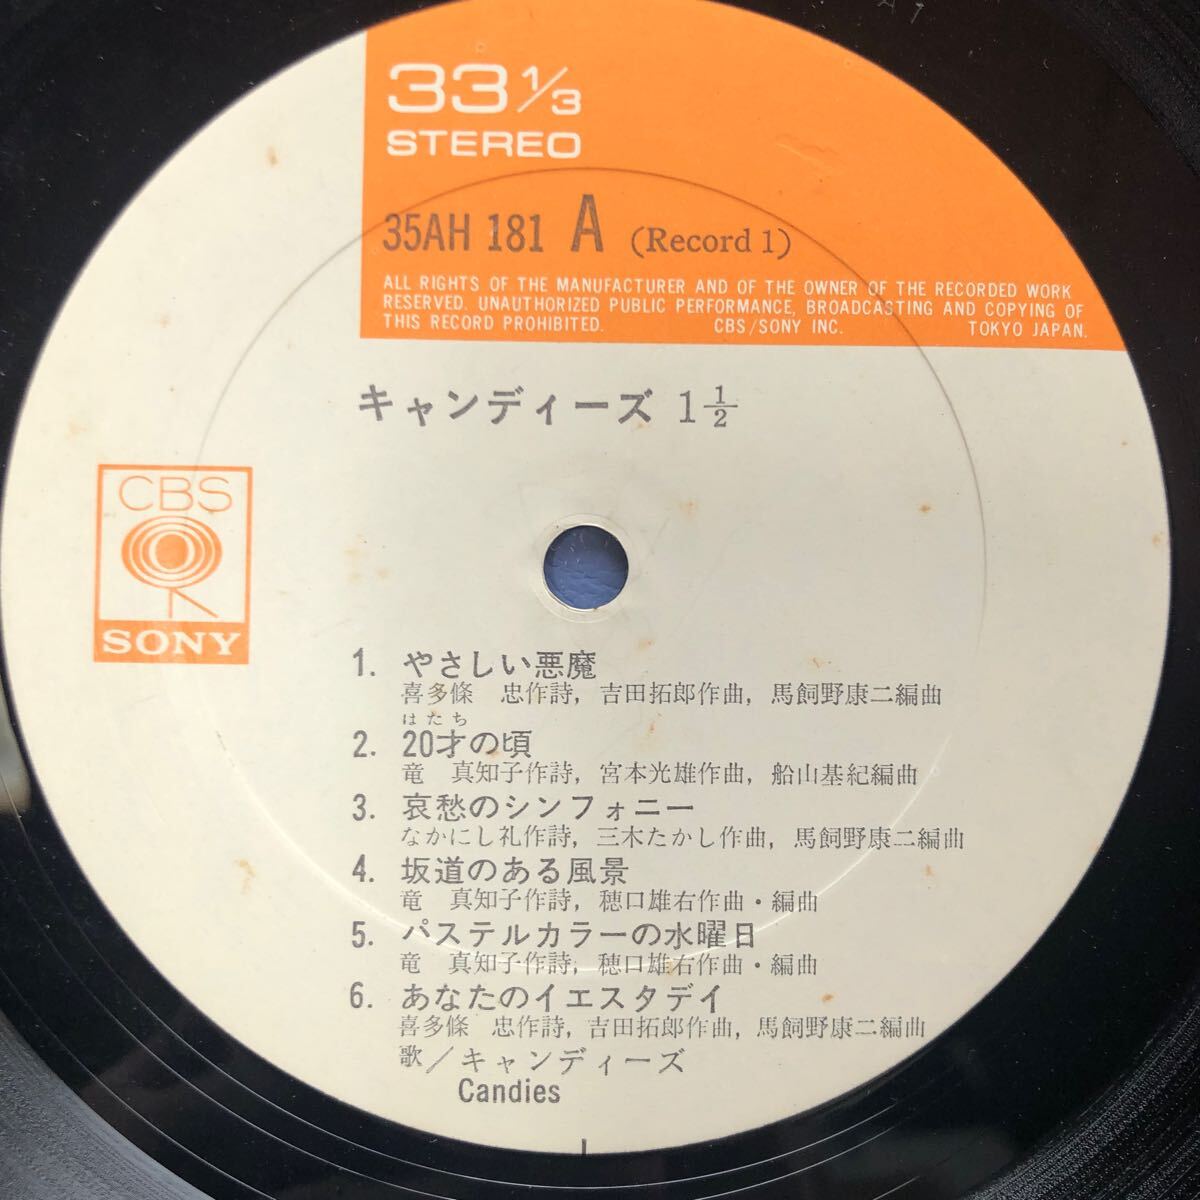 33 1/3
STEREO
35AH 181 A (Record 1)
ALL RIGHTS OF THE MANUFACTURER AND OF THE OWNER OF THE RECORDED WORK
RESERVED. UNAUTHORIZED PUBLIC PERFORMANCE, BROADCASTING AND COPYING OF
THIS RECORD PROHIBITED. CBS/SONY INC. TOKYO JAPAN.
キャンディーズ 1 1/2
CBS
SONY
1. やさしい悪魔
喜多條 忠作詩, 吉田拓郎作曲, 馬飼野康二編曲
はたち
2. 20才の頃
竜 真知子作詩, 宮本光雄作曲, 船山基紀編曲
3. 哀愁のシンフォニー
なかにし礼作詩, 三木たかし作曲, 馬飼野康二編曲
4. 坂道のある風景
竜 真知子作詩, 穂口雄右作曲・編曲
5. パステルカラーの水曜日
竜 真知子作詩, 穂口雄右作曲・編曲
6. あなたのイエスタデイ
喜多條 忠作詩, 吉田拓郎作曲, 馬飼野康二編曲
歌/キャンディーズ
Candies